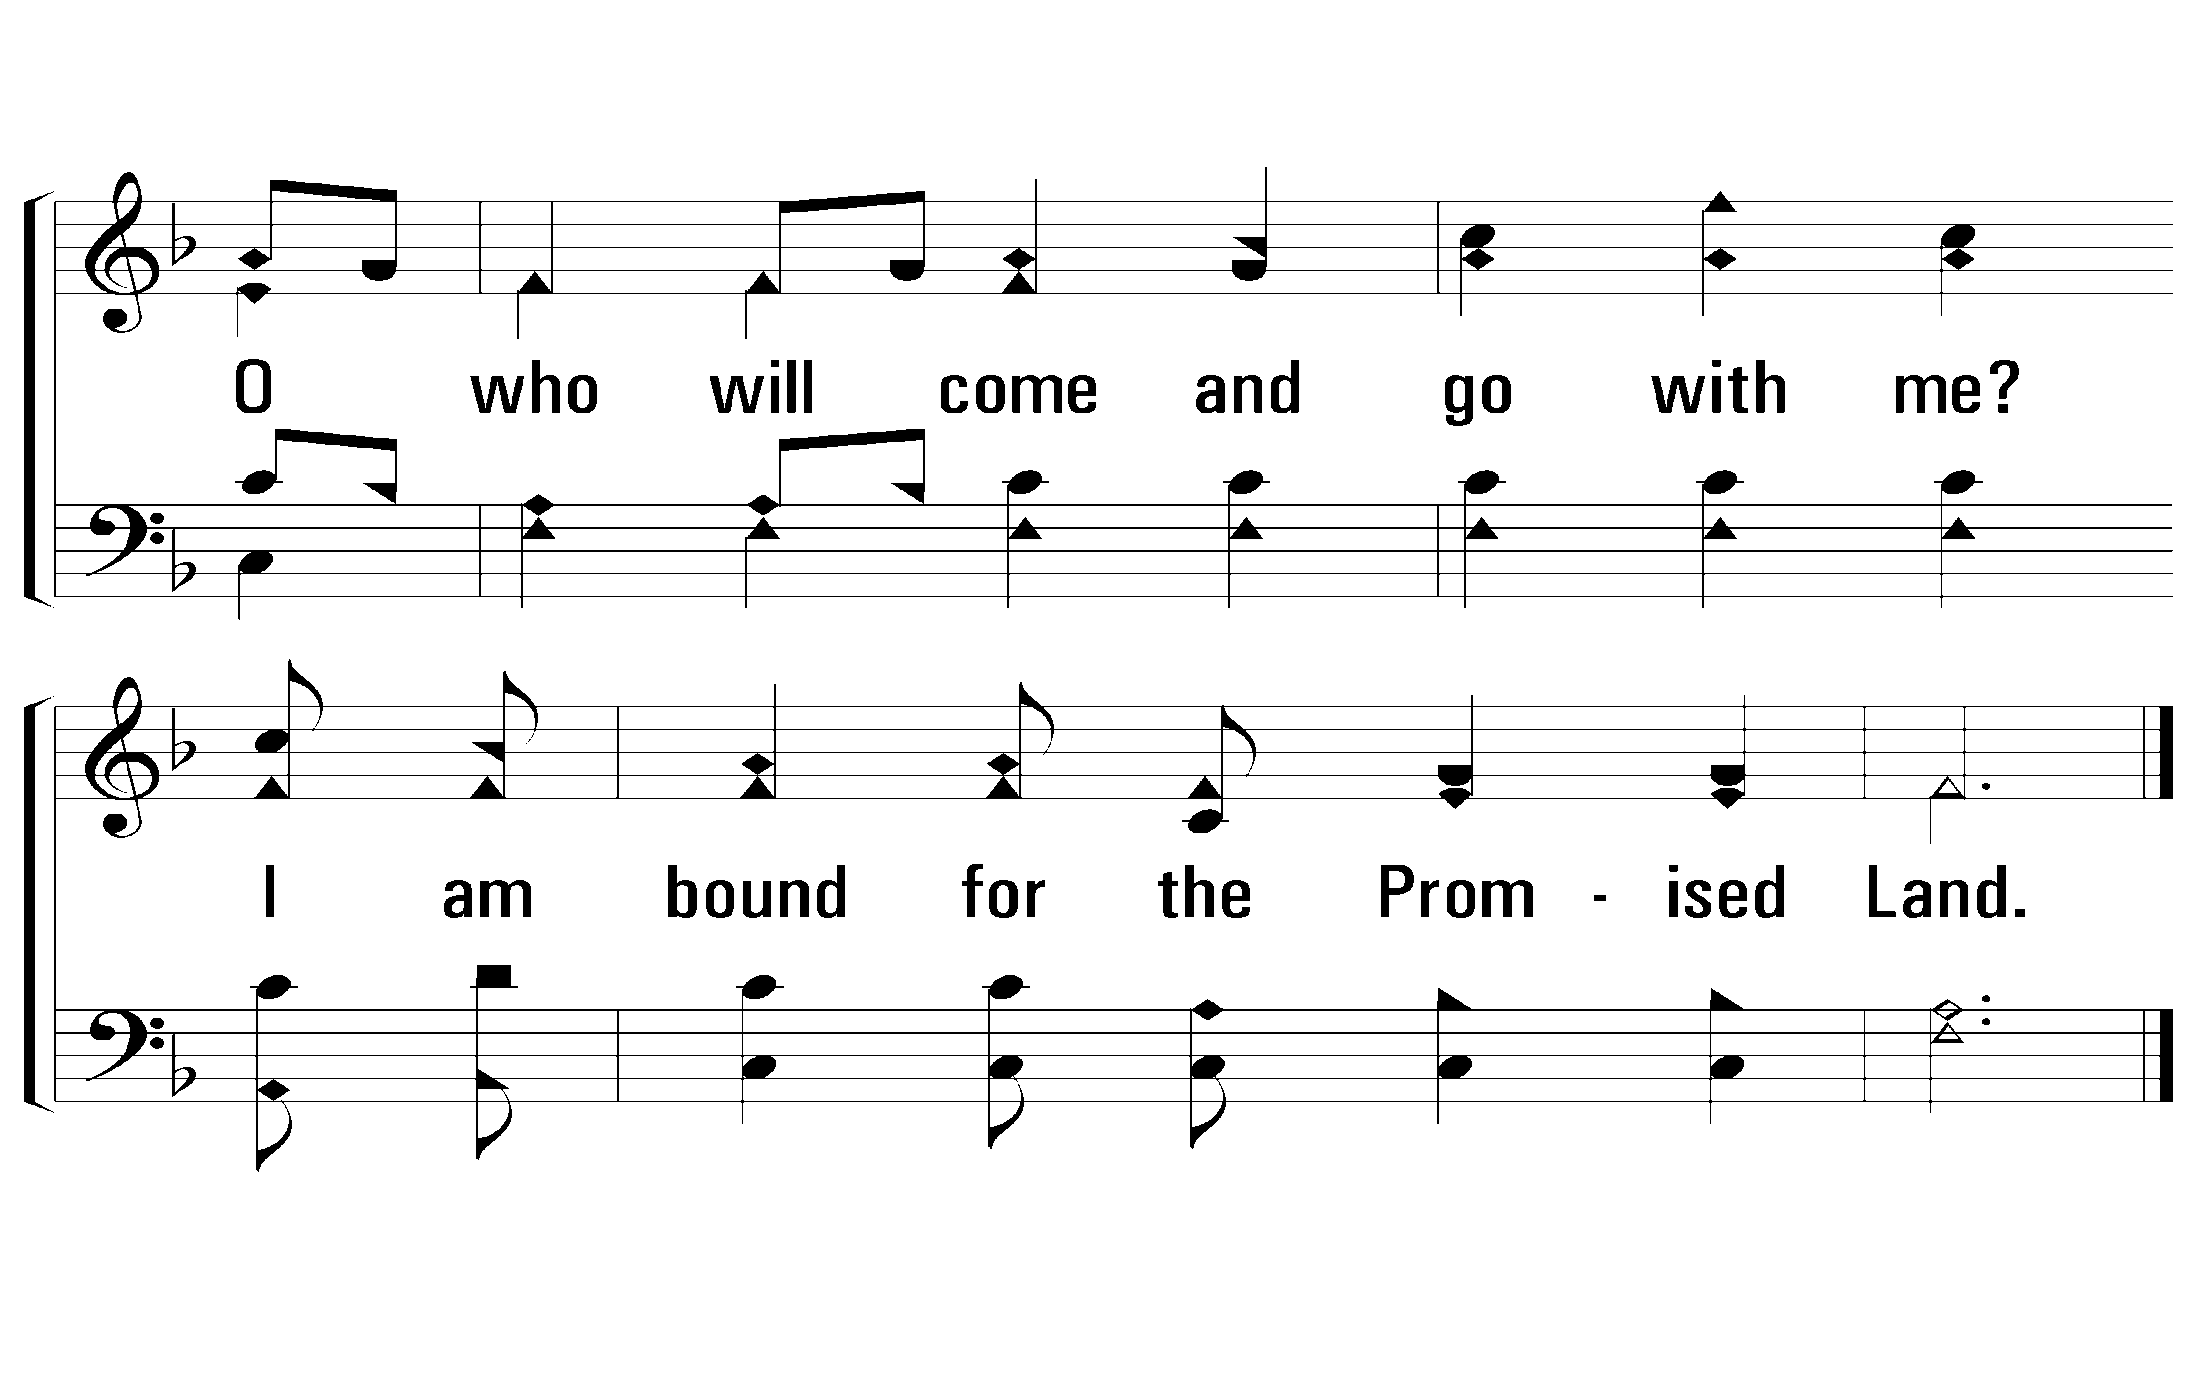 O who will come and go with me?
I am bound for the Prom - ised Land.